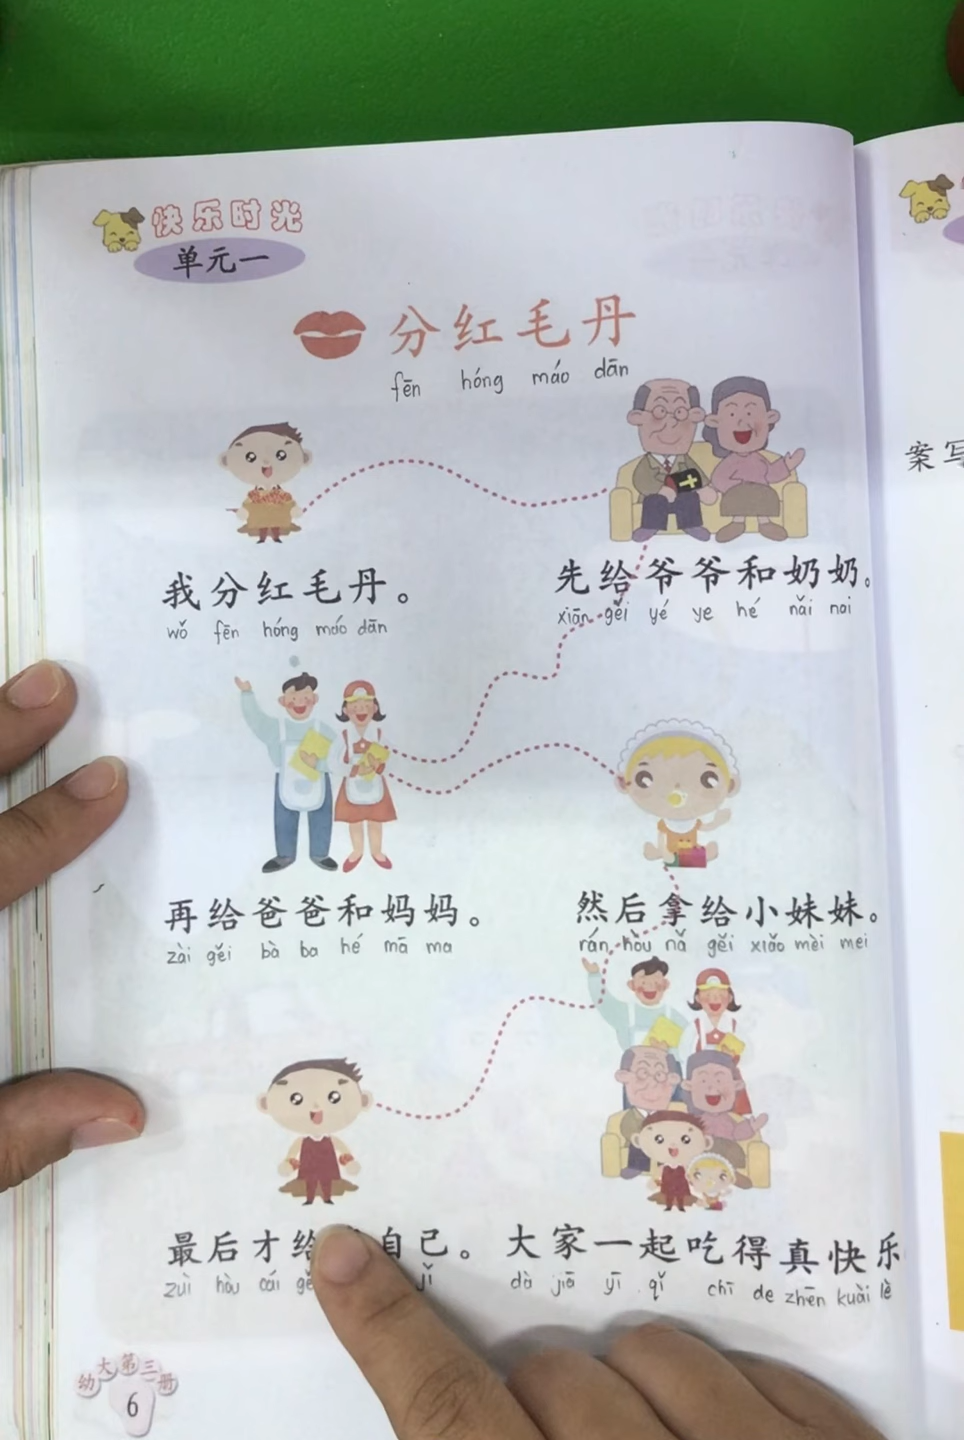 快乐时光
单元一
分红毛丹
fēn hóng máo dān
我分红毛丹。
wǒ fēn hóng máo dān
先给爷爷和奶奶。
xiān gěi yé ye hé nǎi nai
再给爸爸和妈妈。
zài gěi bà ba hé mā ma
然后拿给小妹妹。
rán hòu nǎ gěi xiǎo mèi mei
最后才给自己。
zuì hòu cái gě jǐ
大家一起吃得真快乐
dà jiā yī qǐ chī de zhēn kuài lè
幼大第三册
6
案写